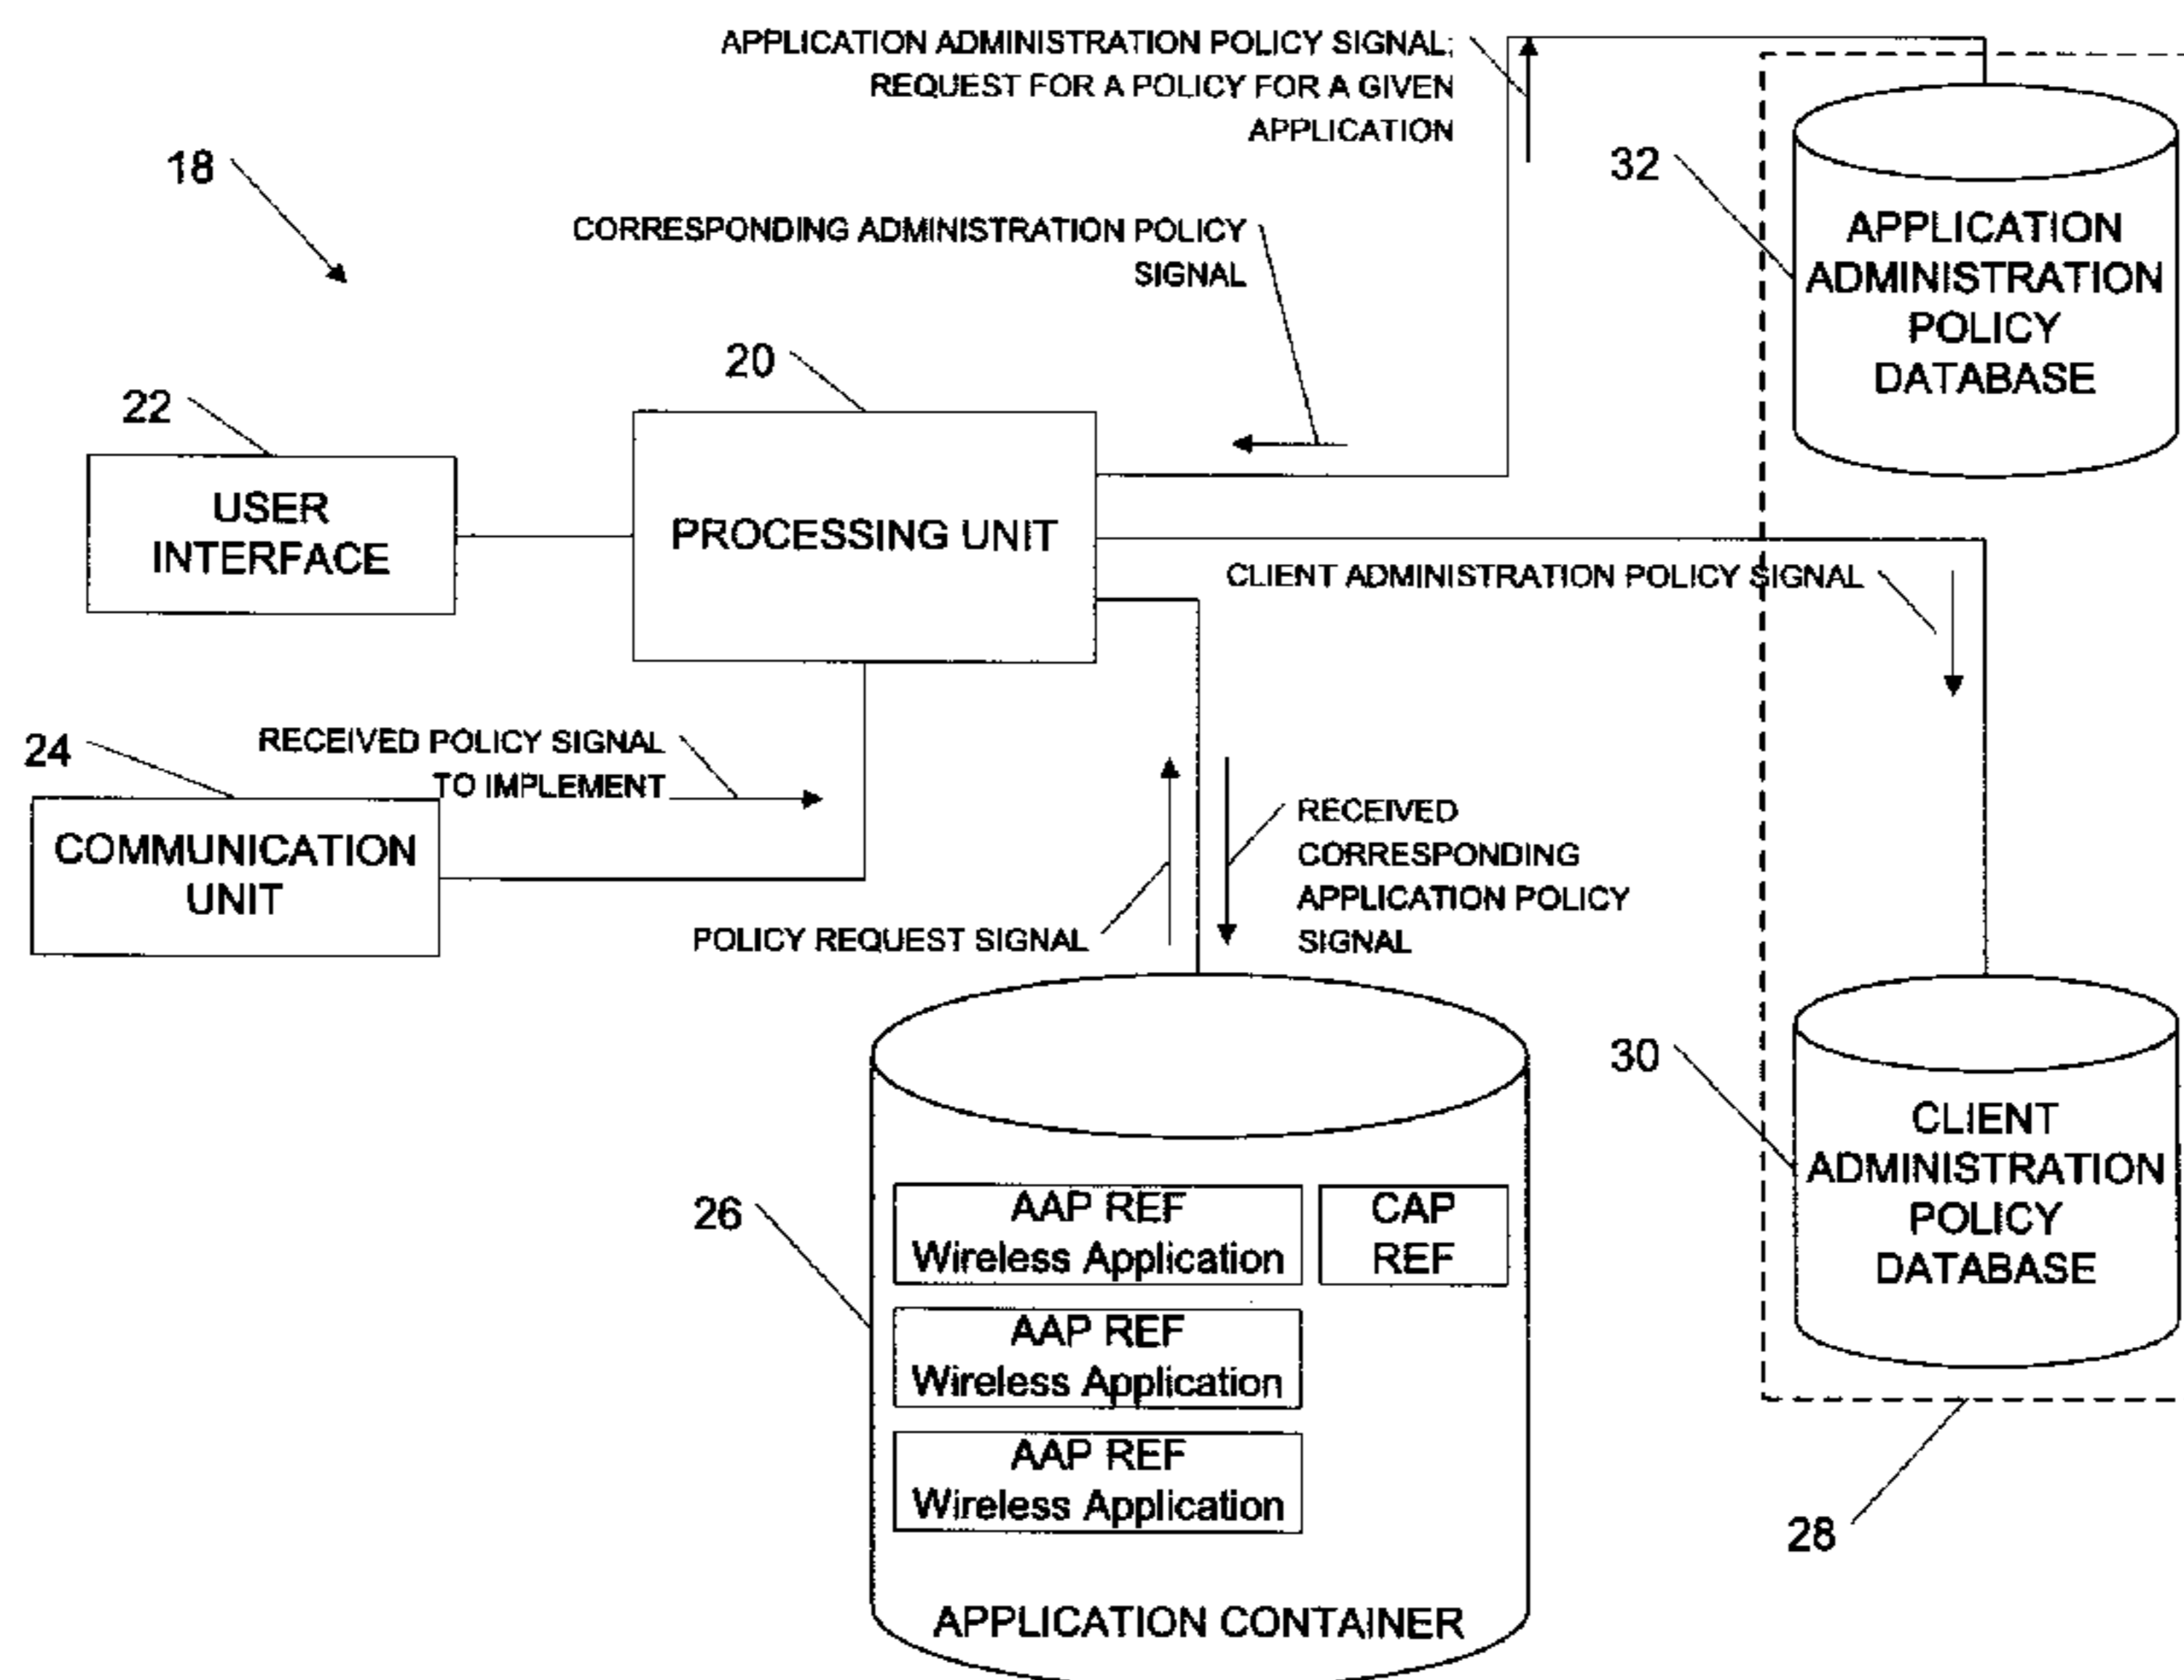 APPLICATION ADMINISTRATION POLICY SIGNAL;
REQUEST FOR A POLICY FOR A GIVEN
APPLICATION
18
32
CORRESPONDING ADMINISTRATION POLICY
SIGNAL
APPLICATION
ADMINISTRATION
POLICY
DATABASE
20
22
USER
INTERFACE
PROCESSING UNIT
CLIENT ADMINISTRATION POLICY SIGNAL
24
RECEIVED POLICY SIGNAL
TO IMPLEMENT
COMMUNICATION
UNIT
RECEIVED
CORRESPONDING
APPLICATION POLICY
SIGNAL
POLICY REQUEST SIGNAL
30
CLIENT
ADMINISTRATION
POLICY
DATABASE
26
AAP REF
Wireless Application
CAP
REF
AAP REF
Wireless Application
AAP REF
Wireless Application
28
APPLICATION CONTAINER